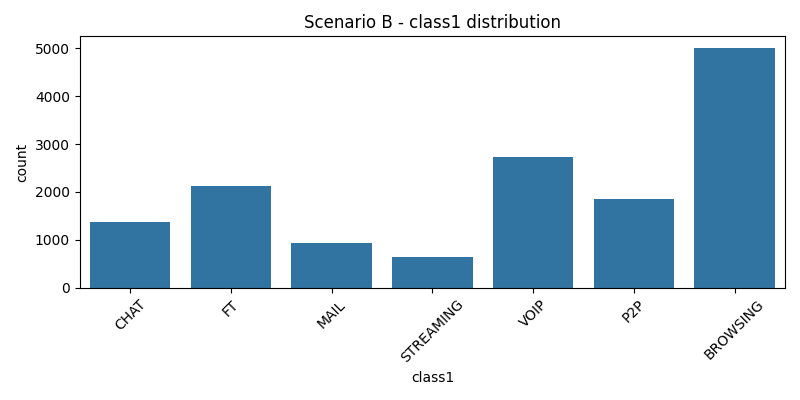 Scenario B - class1 distribution
count
5000
4000
3000
2000
1000
0
CHAT
FT
MAIL
STREAMING
VOIP
P2P
BROWSING
class1